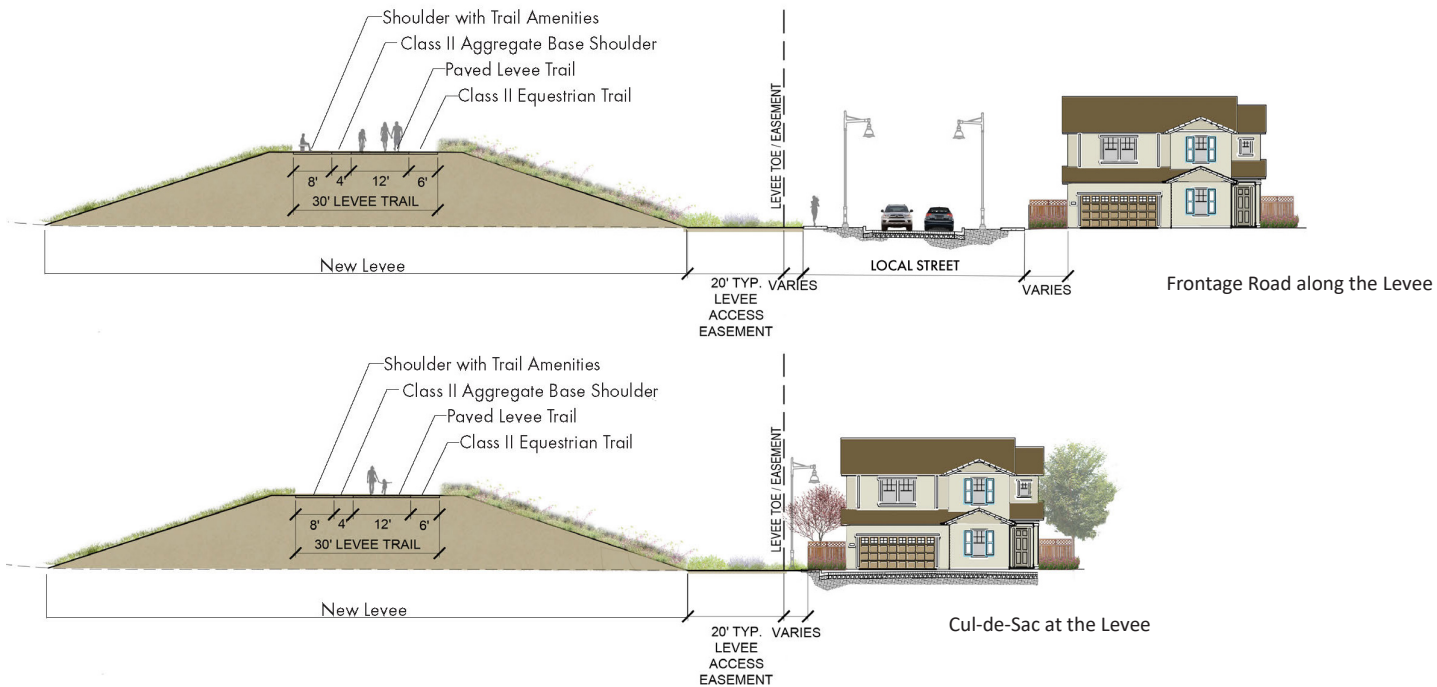 Shoulder with Trail Amenities
Class II Aggregate Base Shoulder
Paved Levee Trail
Class II Equestrian Trail
LEVEE TOE / EASEMENT
8' 4' 12' 6'
30' LEVEE TRAIL
New Levee
LOCAL STREET
20' TYP.
LEVEE
ACCESS
EASEMENT
VARIES
VARIES
Frontage Road along the Levee
Shoulder with Trail Amenities
Class II Aggregate Base Shoulder
Paved Levee Trail
Class II Equestrian Trail
LEVEE TOE / EASEMENT
8' 4' 12' 6'
30' LEVEE TRAIL
New Levee
20' TYP.
LEVEE
ACCESS
EASEMENT
VARIES
Cul-de-Sac at the Levee